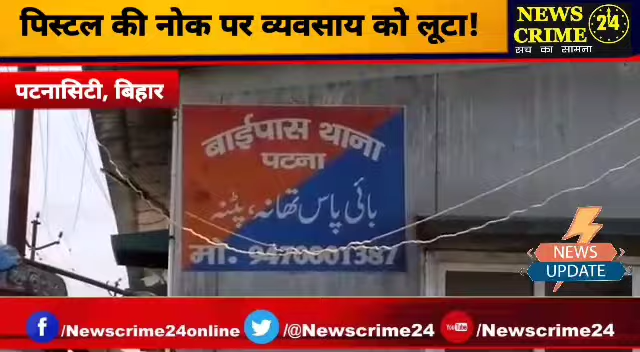 पिस्टल की नोक पर व्यवसाय को लूटा!
NEWS 24
CRIME
सच का सामना
पटनासिटी, बिहार
बाईपास थाना
पटना
بائی پاس تھانہ، پٹنہ
मो. 9470001387
NEWS
UPDATE
/Newscrime24online /@Newscrime24 /Newscrime24